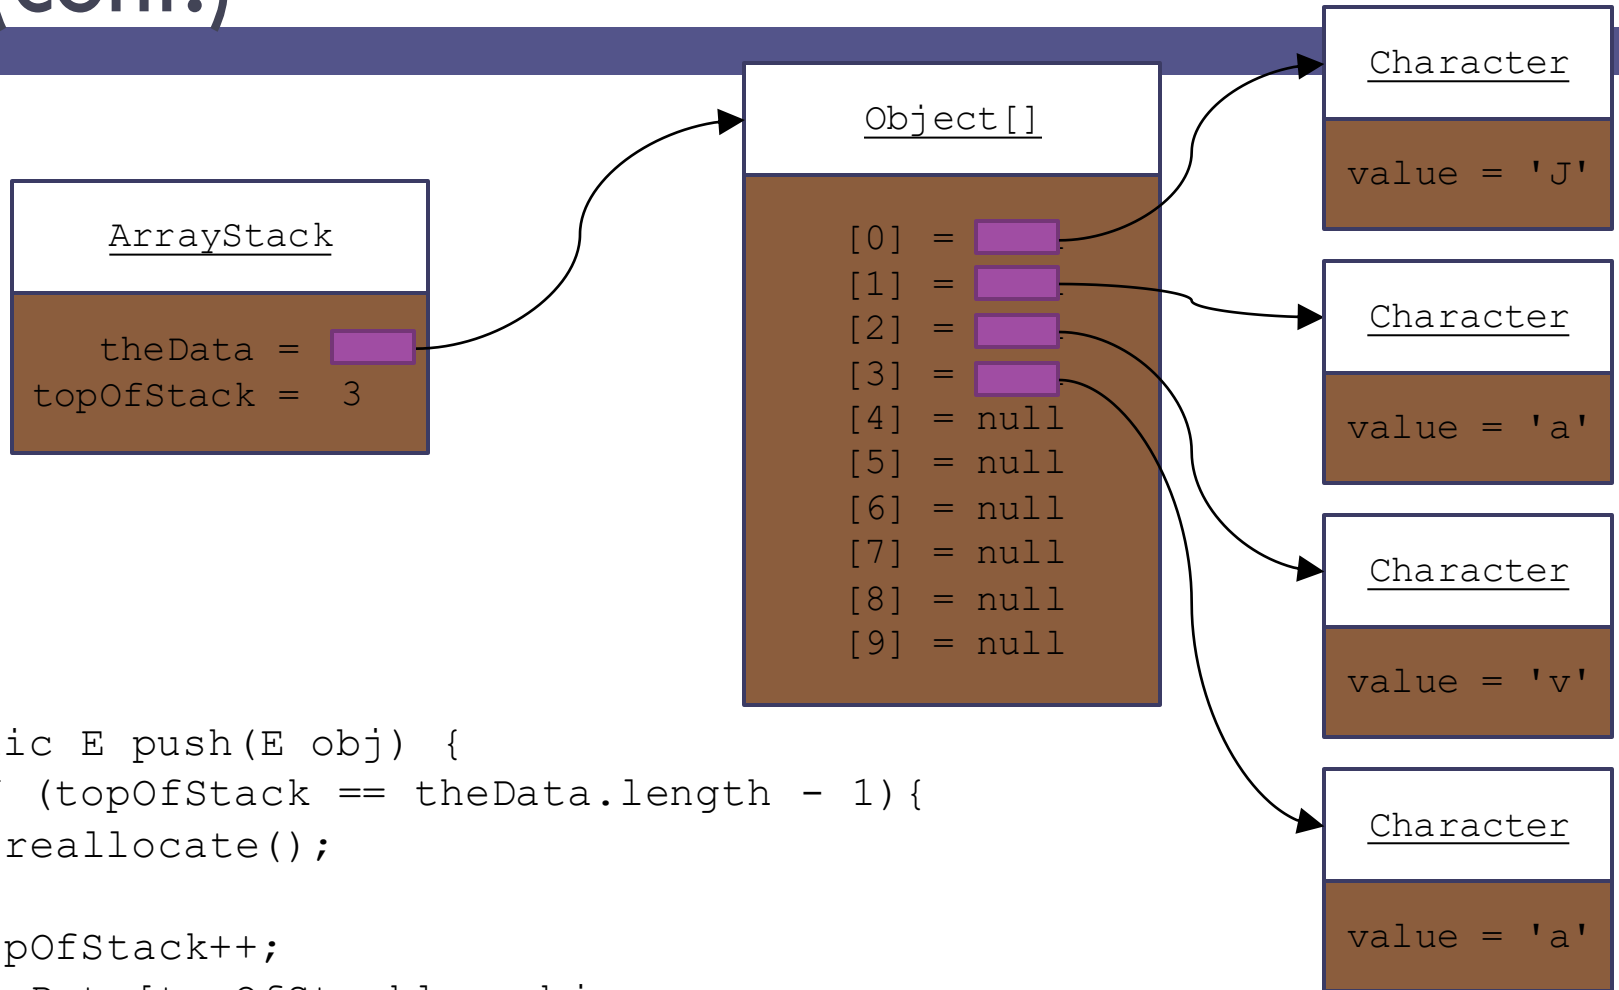 (cont.)
ArrayStack
theData =
topOfStack = 3
Object[]
[0] =
[1] =
[2] =
[3] =
[4] = null
[5] = null
[6] = null
[7] = null
[8] = null
[9] = null
Character
value = 'J'
Character
value = 'a'
Character
value = 'v'
Character
value = 'a'
ic E push(E obj) {
(topOfStack == theData.length - 1){
reallocate();
pOfStack++;